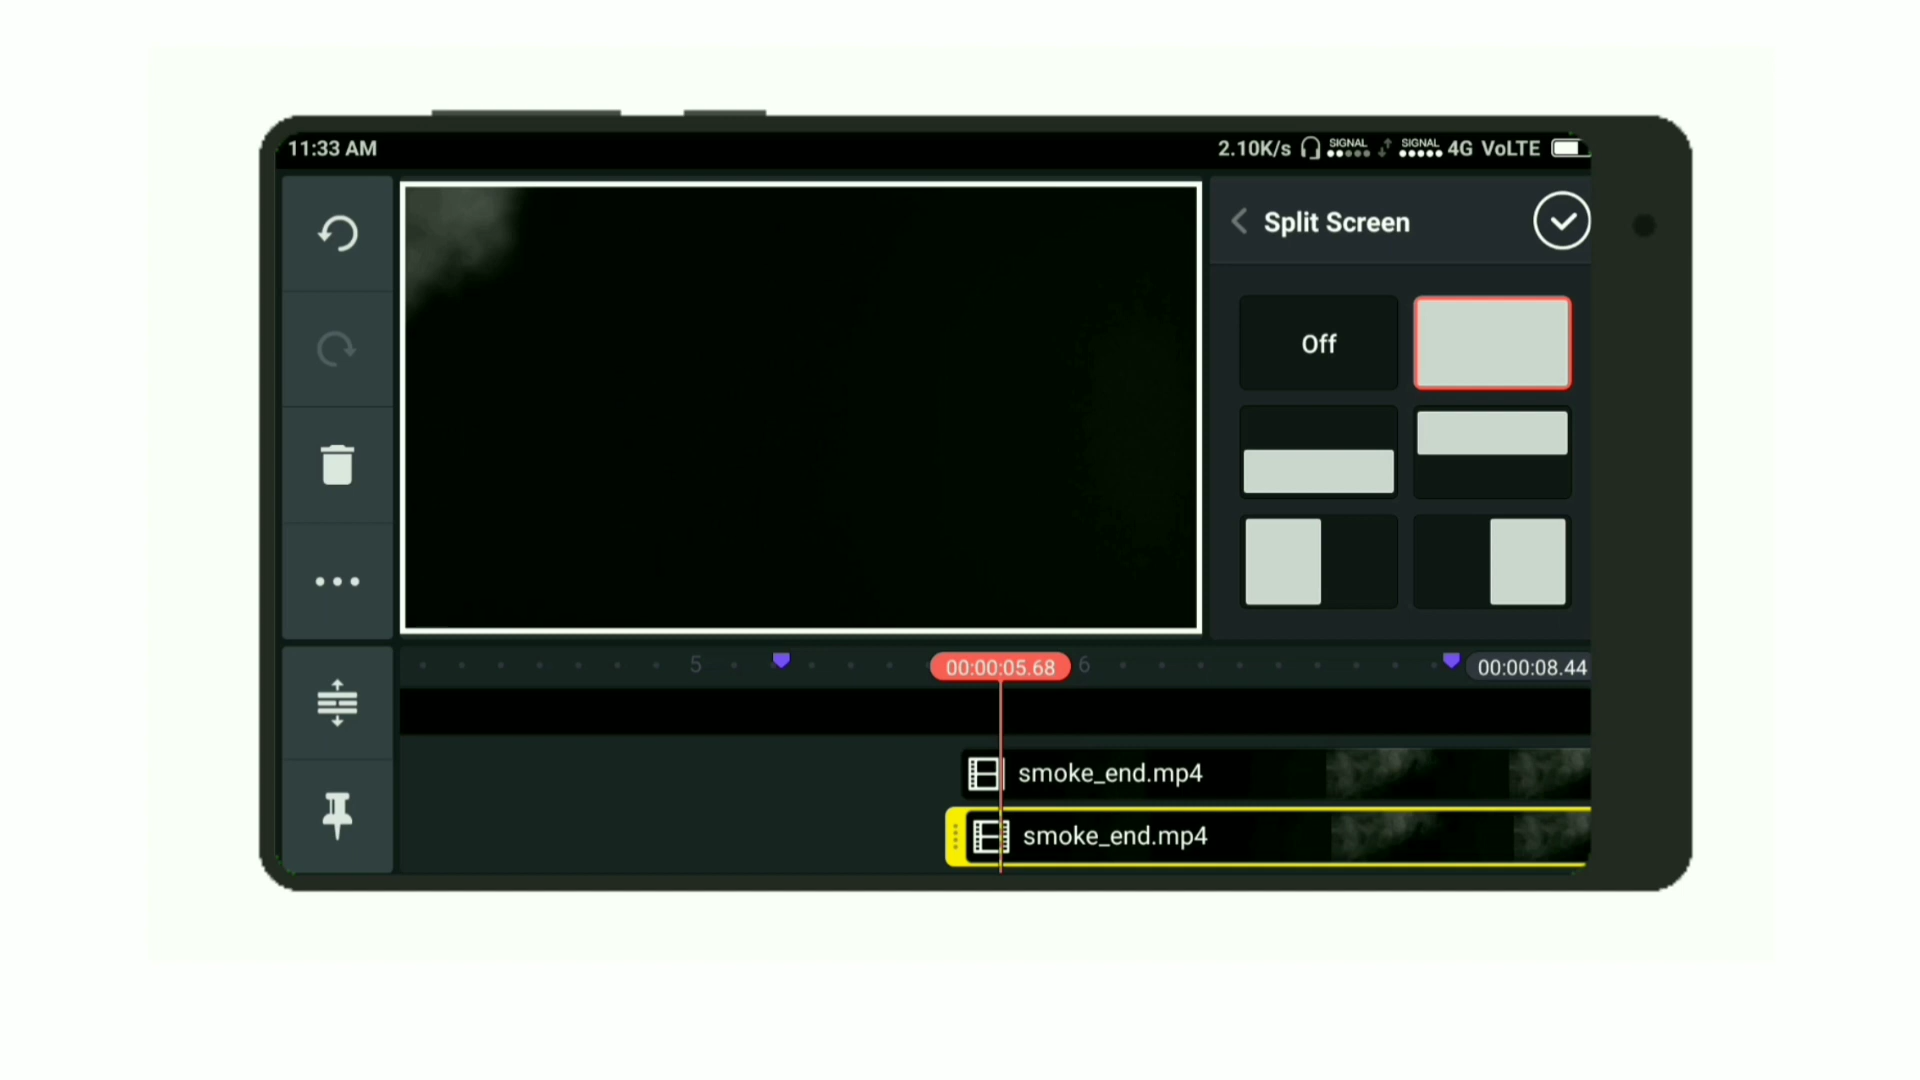 11:33 AM
2.10K/s SIGNAL SIGNAL 4G VoLTE
Split Screen
Off
5
00:00:05.68
6
00:00:08.44
smoke_end.mp4
smoke_end.mp4